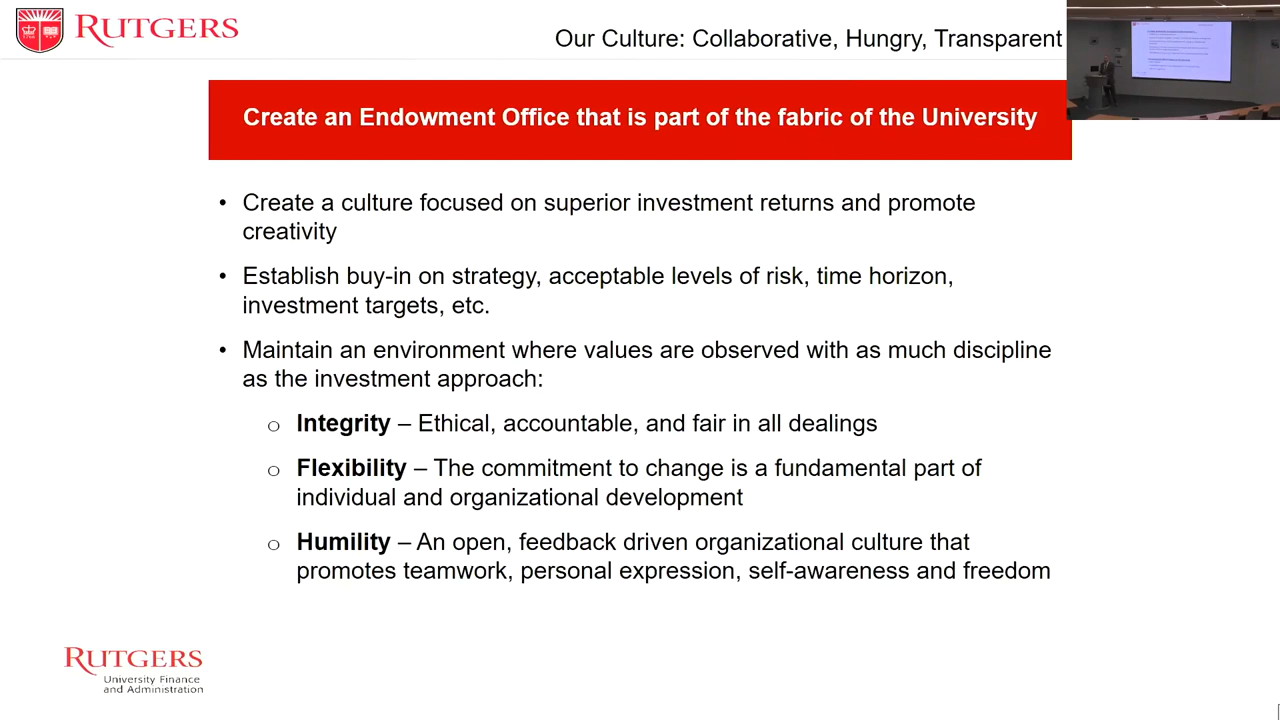 RUTGERS
Our Culture: Collaborative, Hungry, Transparent
Create an Endowment Office that is part of the fabric of the University
• Create a culture focused on superior investment returns and promote
creativity
• Establish buy-in on strategy, acceptable levels of risk, time horizon,
investment targets, etc.
• Maintain an environment where values are observed with as much discipline
as the investment approach:
o Integrity – Ethical, accountable, and fair in all dealings
o Flexibility – The commitment to change is a fundamental part of
individual and organizational development
o Humility – An open, feedback driven organizational culture that
promotes teamwork, personal expression, self-awareness and freedom
RUTGERS
University Finance
and Administration